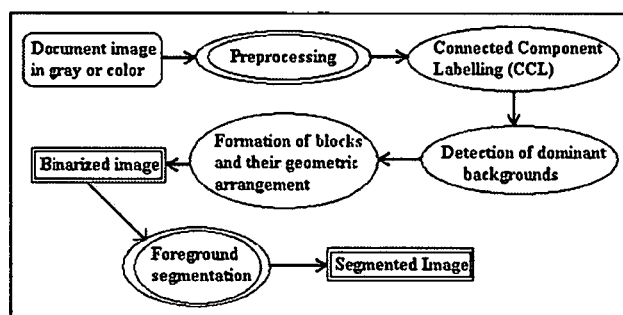 Document image
in gray or color
Preprocessing
Connected Component
Labelling (CCL)
Detection of dominant
backgrounds
Formation of blocks
and their geometric
arrangement
Binarized image
Foreground
segmentation
Segmented Image